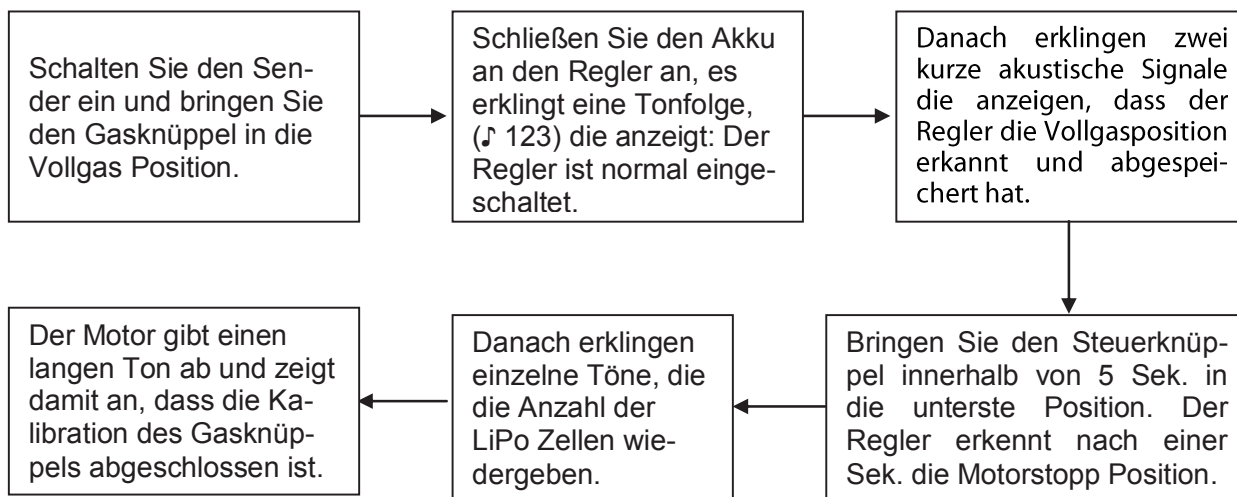 Schalten Sie den Sen-
der ein und bringen Sie
den Gasknüppel in die
Vollgas Position.
Schließen Sie den Akku
an den Regler an, es
erklingt eine Tonfolge,
(♪ 123) die anzeigt: Der
Regler ist normal einge-
schaltet.
Danach erklingen zwei
kurze akustische Signale
die anzeigen, dass der
Regler die Vollgasposition
erkannt und abgespei-
chert hat.
Bringen Sie den Steuerknüp-
pel innerhalb von 5 Sek. in
die unterste Position. Der
Regler erkennt nach einer
Sek. die Motorstopp Position.
Danach erklingen
einzelne Töne, die
die Anzahl der
LiPo Zellen wie-
dergeben.
Der Motor gibt einen
langen Ton ab und zeigt
damit an, dass die Ka-
libration des Gasknüp-
pels abgeschlossen ist.